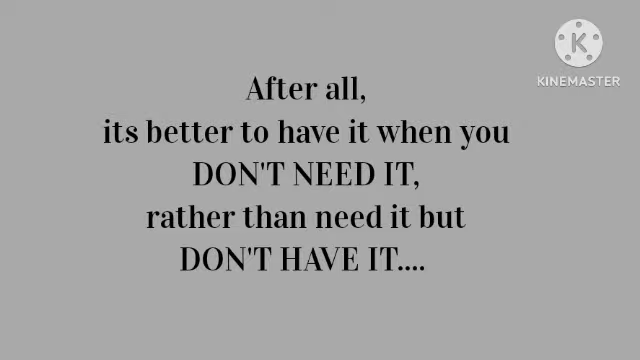 KINEMASTER
After all,
its better to have it when you
DON'T NEED IT,
rather than need it but
DON'T HAVE IT....